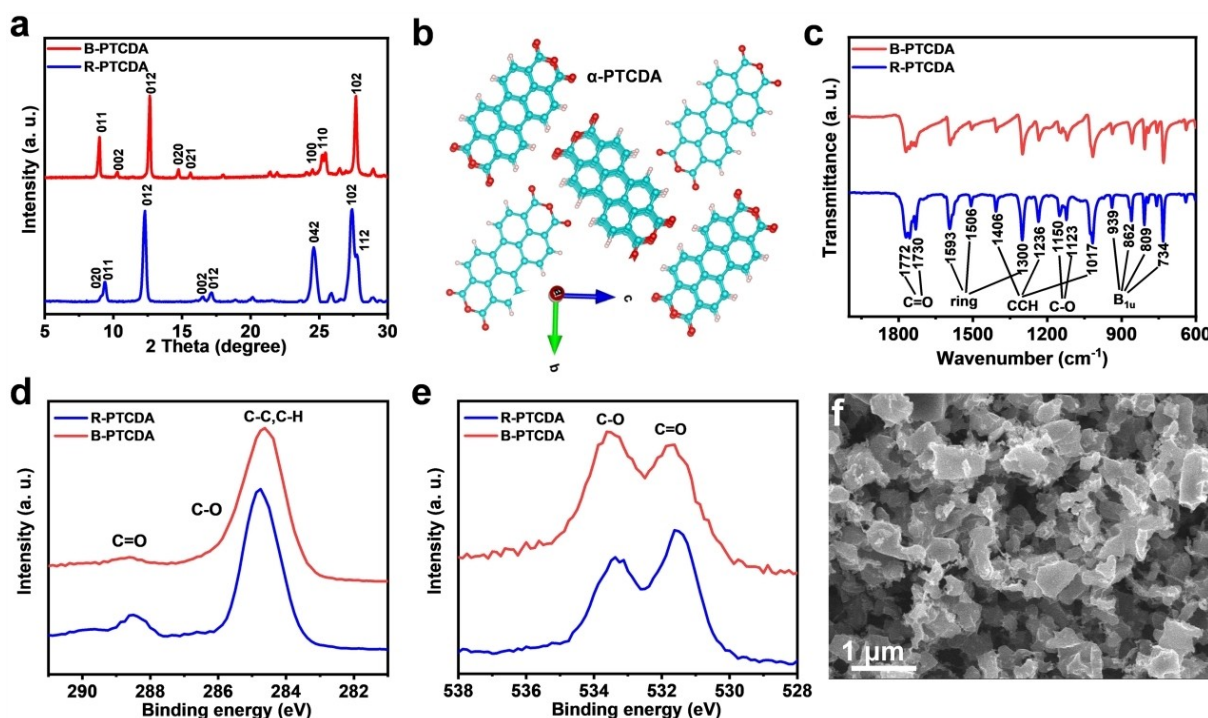 a
B-PTCDA
R-PTCDA
011
002
012
020
021
100
110
102
020
011
012
002
012
042
102
112
Intensity (a. u.)
5 10 15 20 25 30
2 Theta (degree)
b
α-PTCDA
c
b
c
B-PTCDA
R-PTCDA
Transmittance (a. u.)
1772
1730
1593
1506
1406
1300
1236
1150
1123
1017
939
862
809
734
C=O
ring
CCH
C-O
B1u
1800 1500 1200 900 600
Wavenumber (cm-1)
d
R-PTCDA
B-PTCDA
C-C,C-H
C-O
C=O
Intensity (a. u.)
290 288 286 284 282
Binding energy (eV)
e
R-PTCDA
B-PTCDA
C-O
C=O
Intensity (a. u.)
538 536 534 532 530 528
Binding energy (eV)
f
1 μm